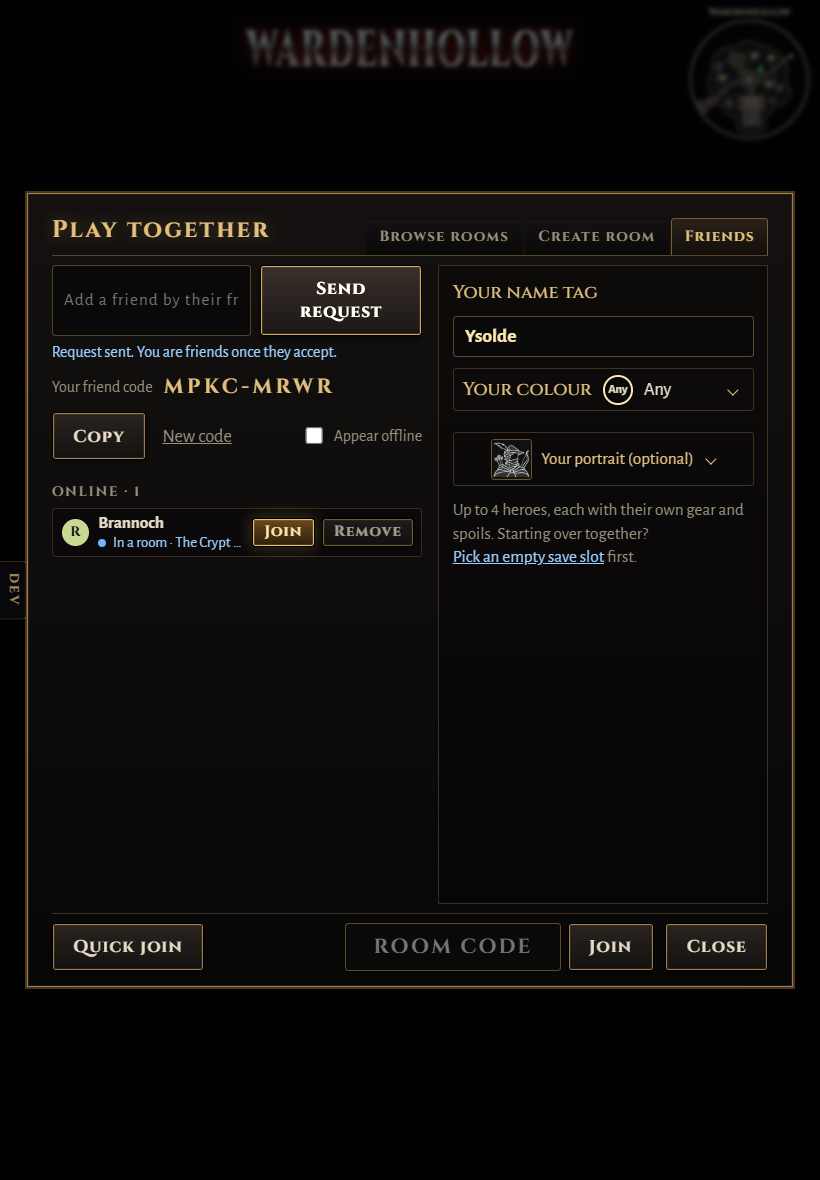 WARDENHOLLOW
WARDENHOLLOW
Play together
Browse rooms
Create room
Friends
Add a friend by their fr
Send
request
Request sent. You are friends once they accept.
Your friend code MPKC-MRWR
Copy
New code
Appear offline
ONLINE · 1
R
Brannoch
In a room · The Crypt ...
Join
Remove
Your name tag
Ysolde
Your colour
Any
Any
Your portrait (optional)
Up to 4 heroes, each with their own gear and
spoils. Starting over together?
Pick an empty save slot first.
DEV
Quick join
ROOM CODE
Join
Close